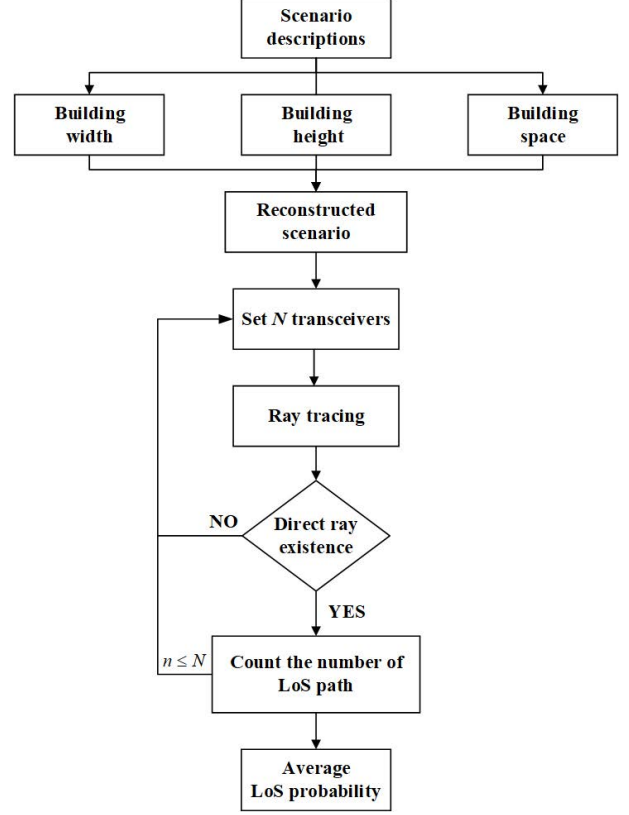 Scenario
descriptions
Building
width
Building
height
Building
space
Reconstructed
scenario
Set N transceivers
Ray tracing
Direct ray
existence
NO
YES
n ≤ N
Count the number of
LoS path
Average
LoS probability